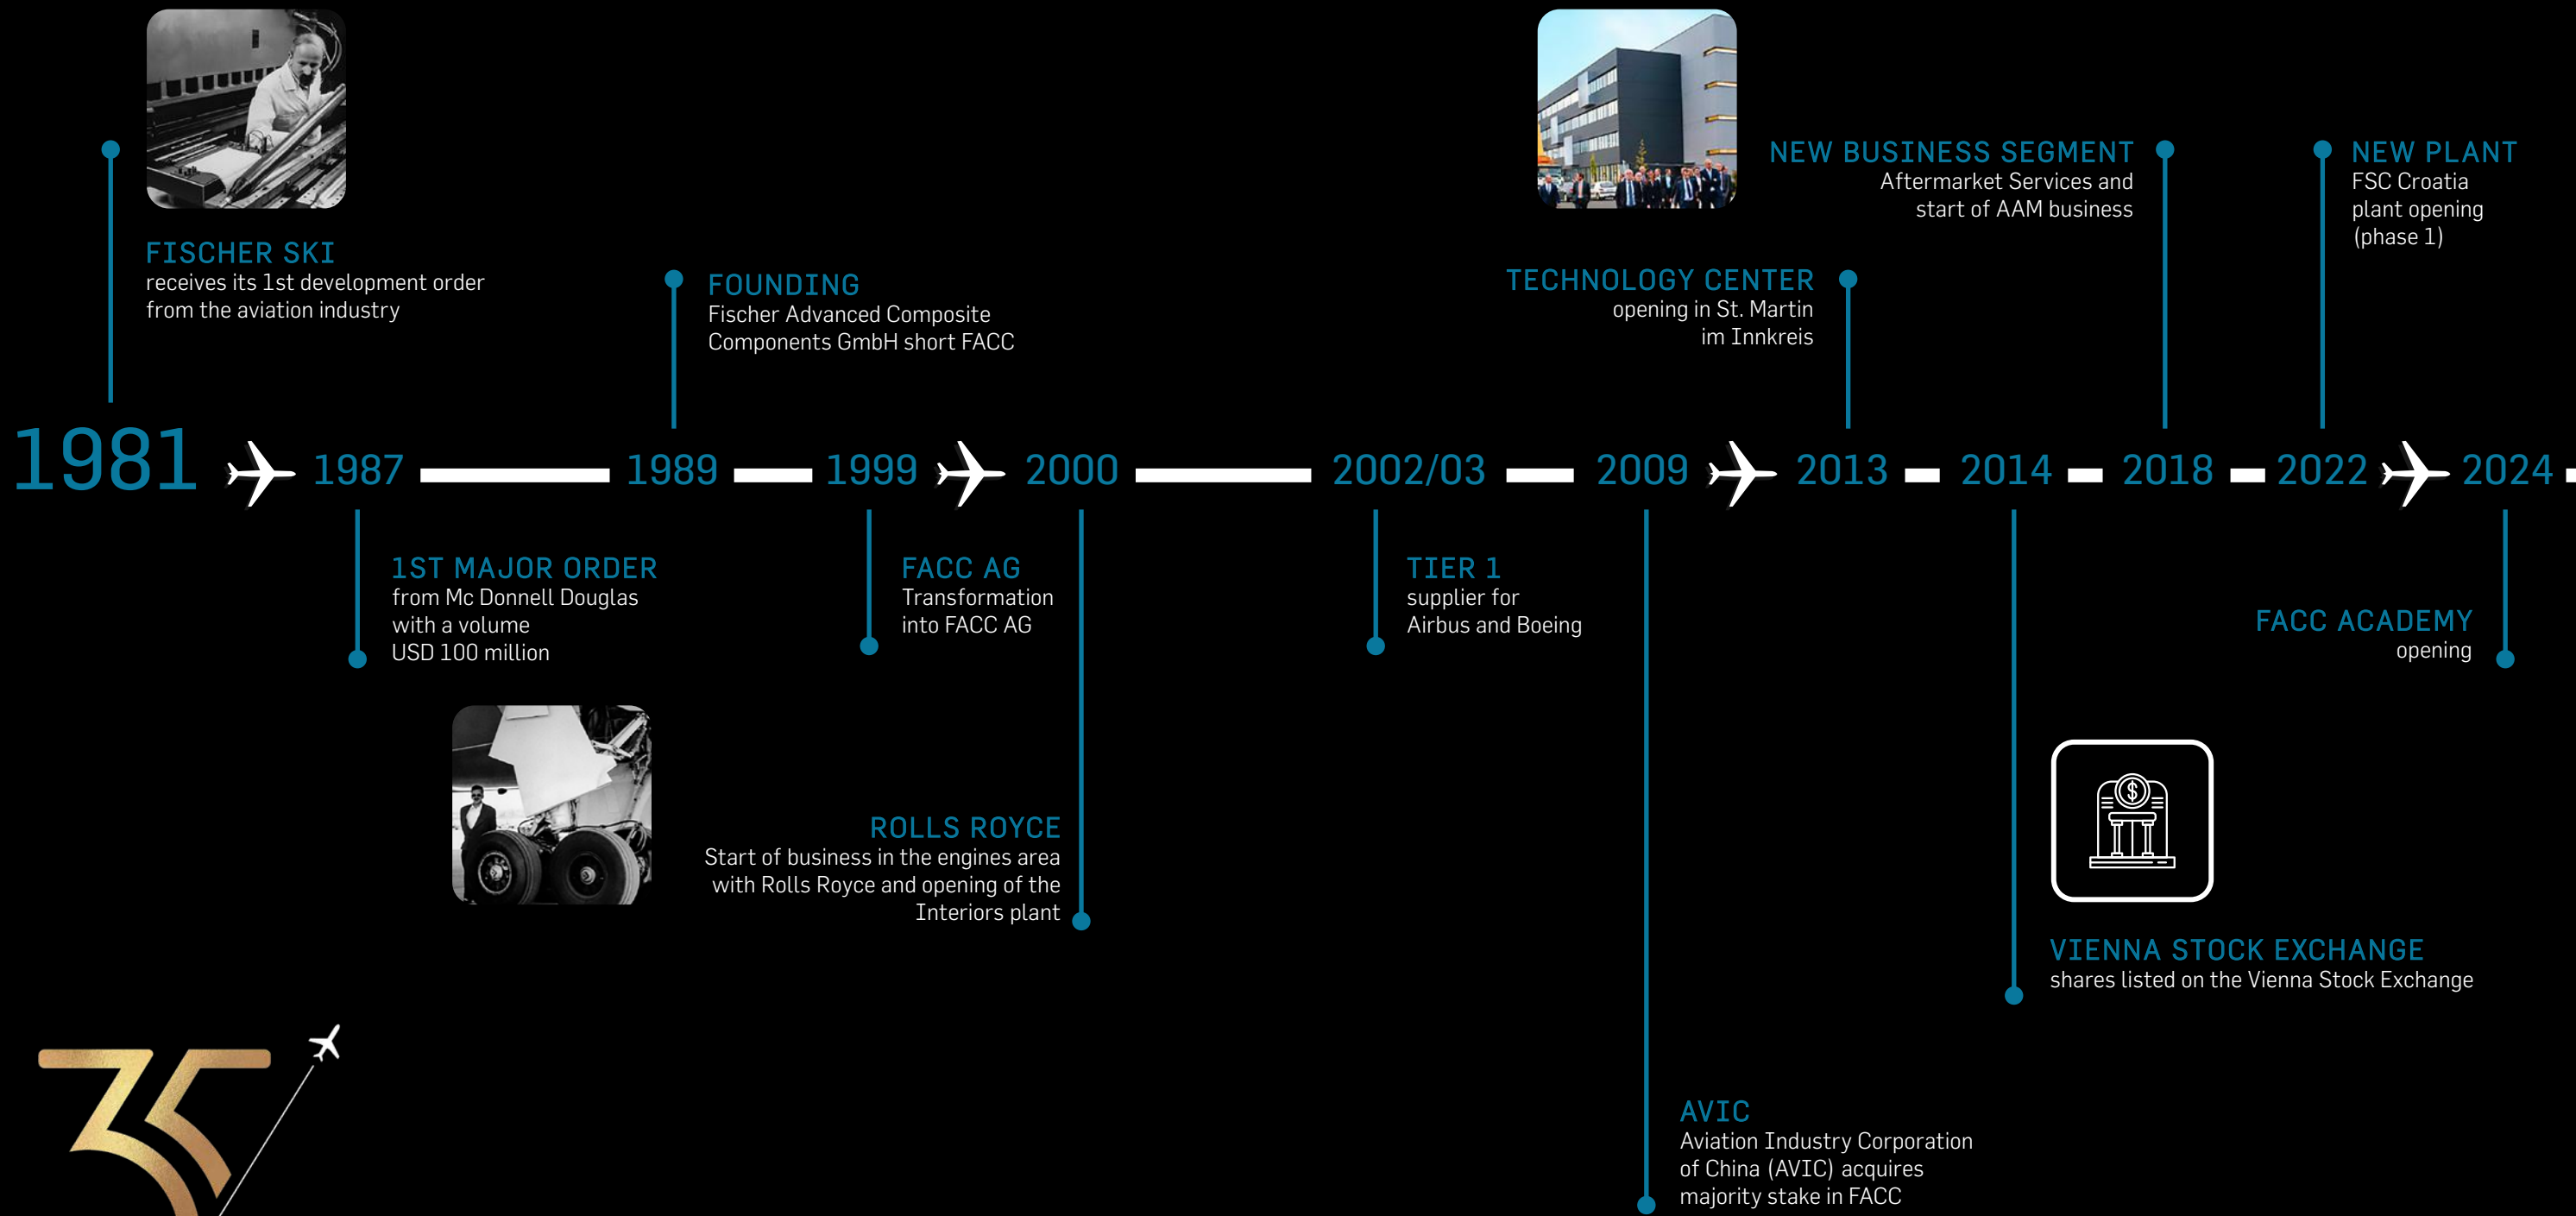 FISCHER SKI
receives its 1st development order
from the aviation industry
FOUNDING
Fischer Advanced Composite
Components GmbH short FACC
TECHNOLOGY CENTER
opening in St. Martin
im Innkreis
NEW BUSINESS SEGMENT
Aftermarket Services and
start of AAM business
NEW PLANT
FSC Croatia
plant opening
(phase 1)
1981 1987 1989 1999 2000 2002/03 2009 2013 2014 2018 2022 2024
1ST MAJOR ORDER
from Mc Donnell Douglas
with a volume
USD 100 million
FACC AG
Transformation
into FACC AG
ROLLS ROYCE
Start of business in the engines area
with Rolls Royce and opening of the
Interiors plant
TIER 1
supplier for
Airbus and Boeing
AVIC
Aviation Industry Corporation
of China (AVIC) acquires
majority stake in FACC
$
VIENNA STOCK EXCHANGE
shares listed on the Vienna Stock Exchange
FACC ACADEMY
opening
35